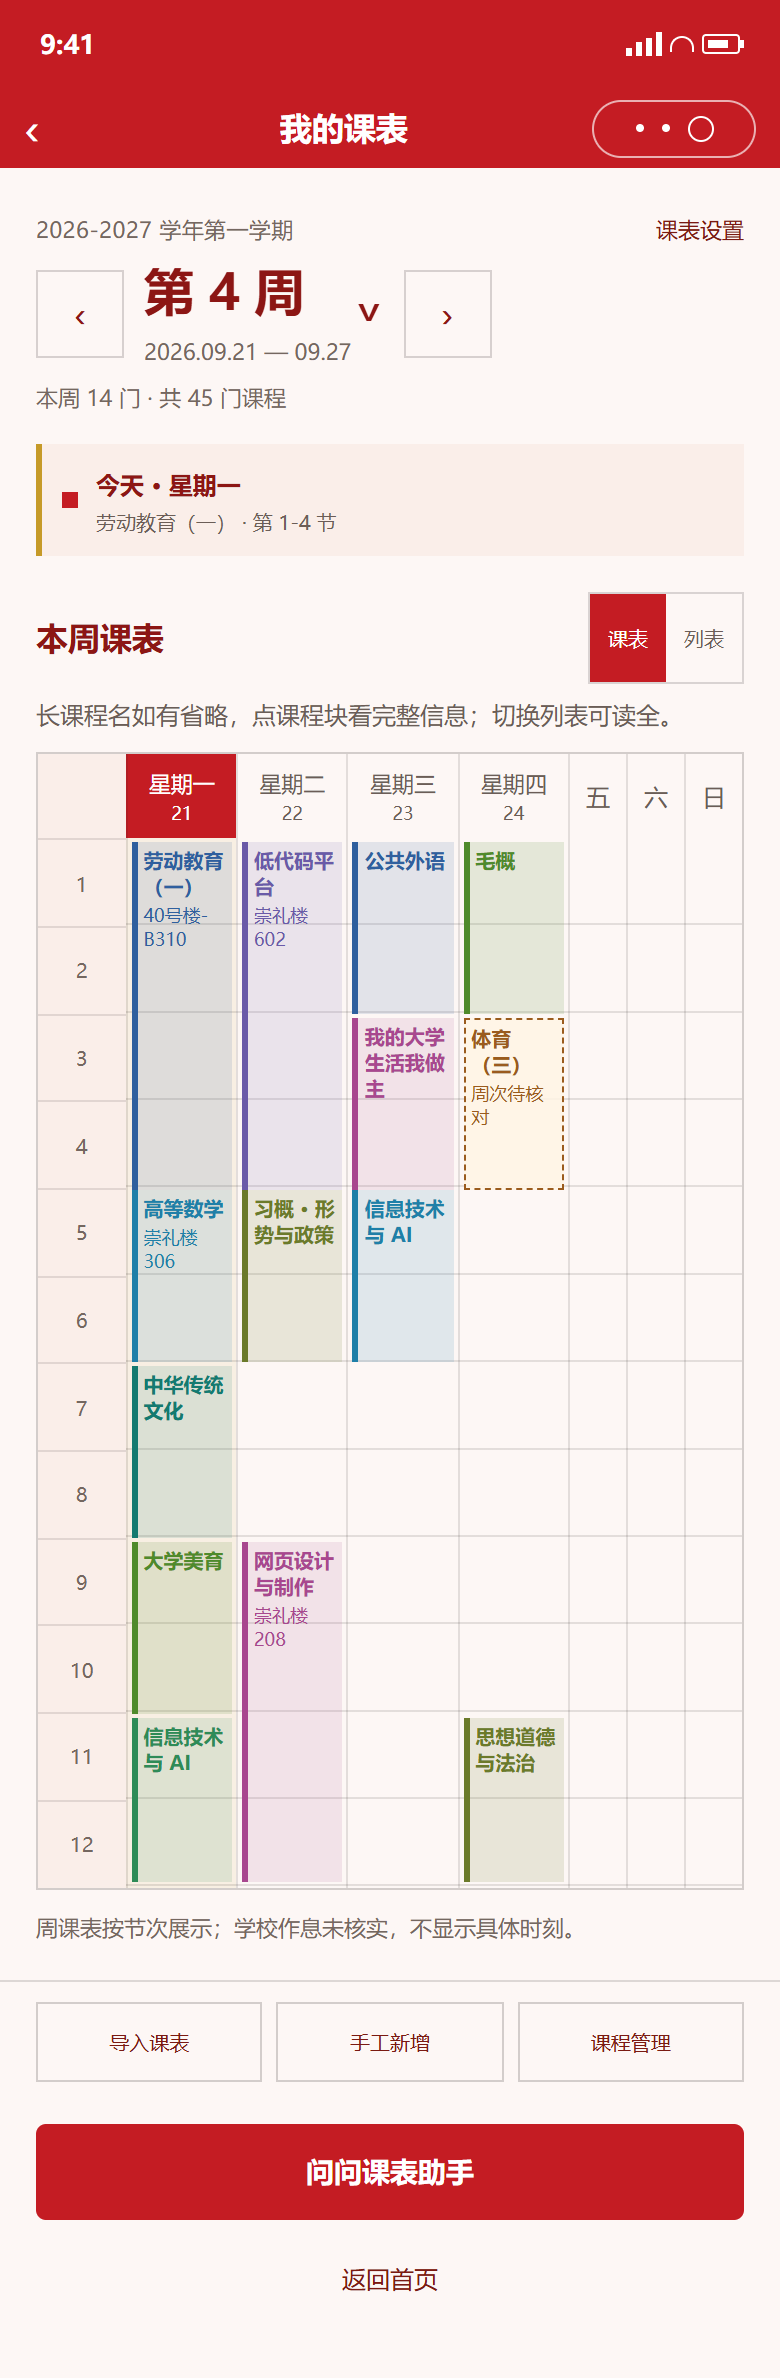 9:41
‹ 我的课表
2026-2027 学年第一学期 课表设置
‹ 第 4 周 ˅ ›
2026.09.21 — 09.27
本周 14 门 · 共 45 门课程
今天·星期一
劳动教育（一） · 第 1-4 节
本周课表
课表 列表
长课程名如有省略，点课程块看完整信息；切换列表可读全。
星期一 星期二 星期三 星期四 五 六 日
21 22 23 24
1
2
3
4
5
6
7
8
9
10
11
12
劳动教育
（一）
40号楼-
B310
高等数学
崇礼楼
306
中华传统
文化
大学美育
信息技术
与 AI
低代码平
台
崇礼楼
602
习概·形
势与政策
网页设计
与制作
崇礼楼
208
公共外语
我的大学
生活我做
主
信息技术
与 AI
毛概
体育
（三）
周次待核
对
思想道德
与法治
周课表按节次展示；学校作息未核实，不显示具体时刻。
导入课表 手工新增 课程管理
问问课表助手
返回首页